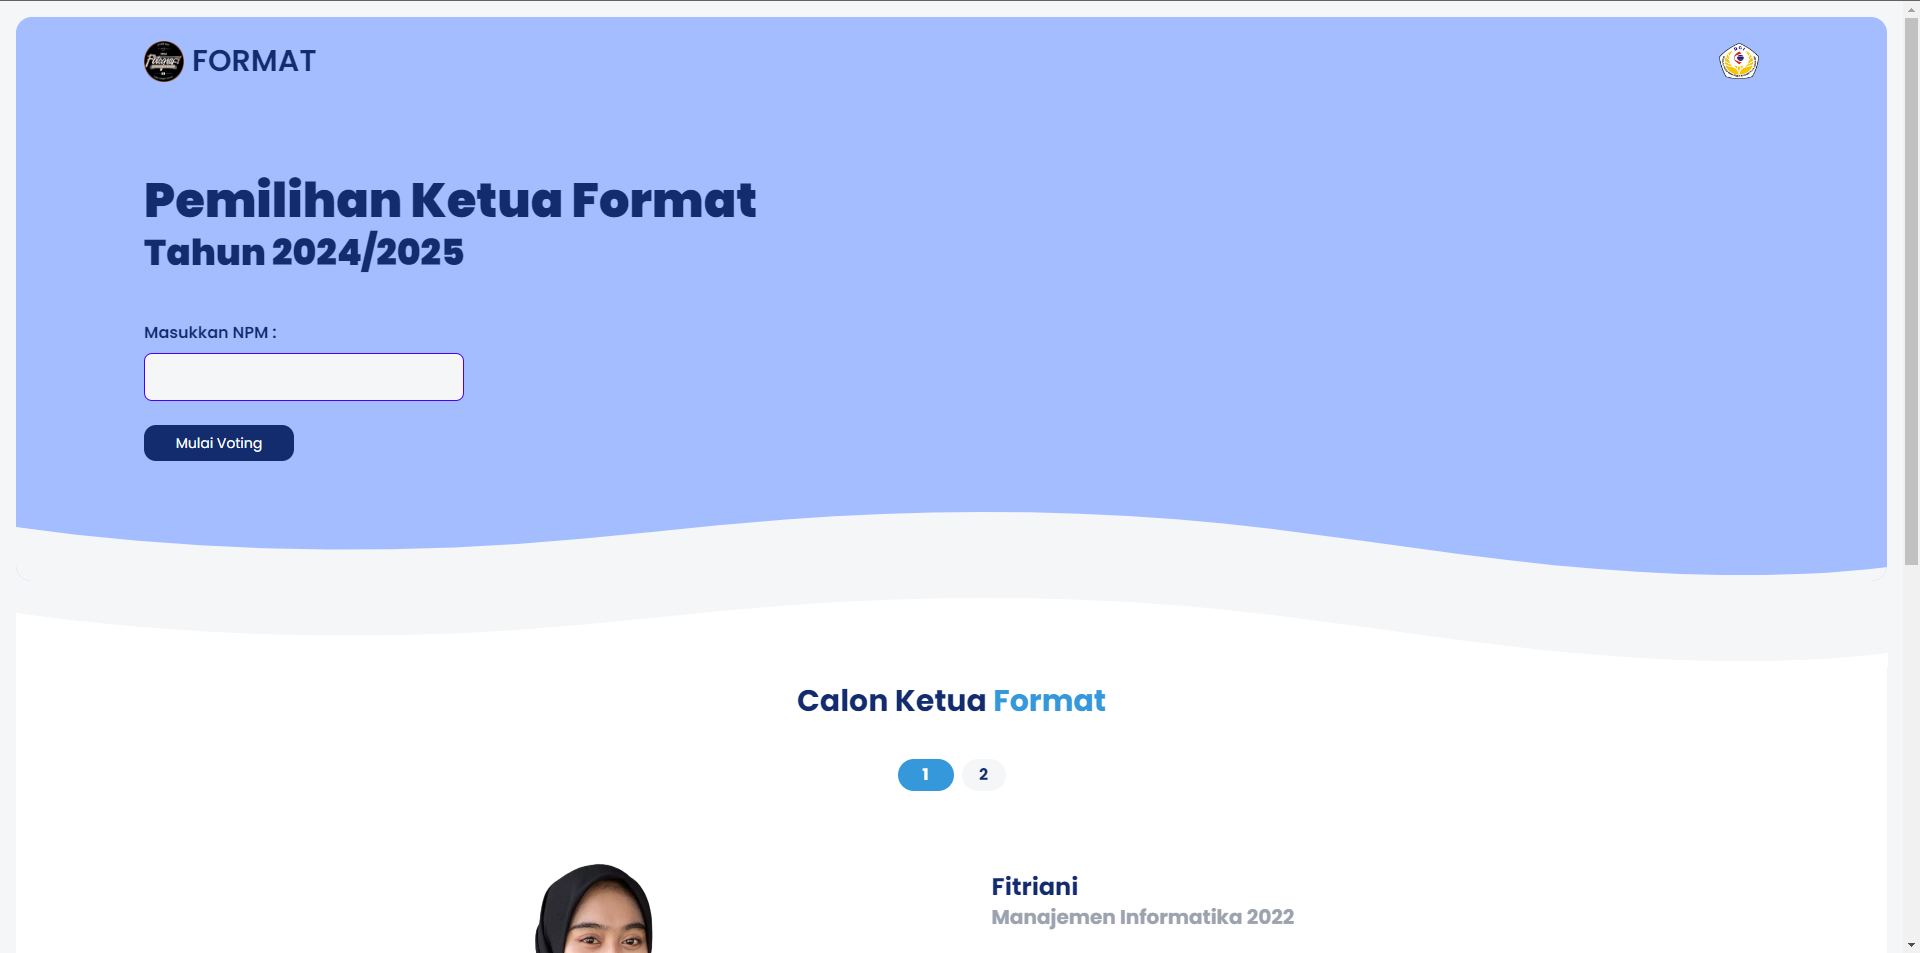 FORMAT
Pemilihan Ketua Format
Tahun 2024/2025
Masukkan NPM :
Mulai Voting
Calon Ketua Format
1 2
Fitriani
Manajemen Informatika 2022